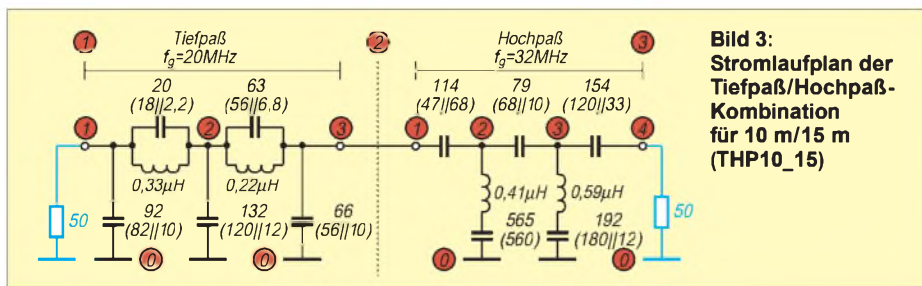 1
Tiefpaß
fg=20MHz
2
Hochpaß
fg=32MHz
3
20
(18||2,2)
63
(56||6,8)
114
(47||68)
79
(68||10)
154
(120||33)
1
2
3
1
2
3
4
0,33µH
0,22µH
0,41µH
0,59µH
50
92
(82||10)
132
(120||12)
66
(56||10)
565
(560)
192
(180||12)
50
0
0
0
0
Bild 3:
Stromlaufplan der
Tiefpaß/Hochpaß-
Kombination
für 10 m/15 m
(THP10_15)